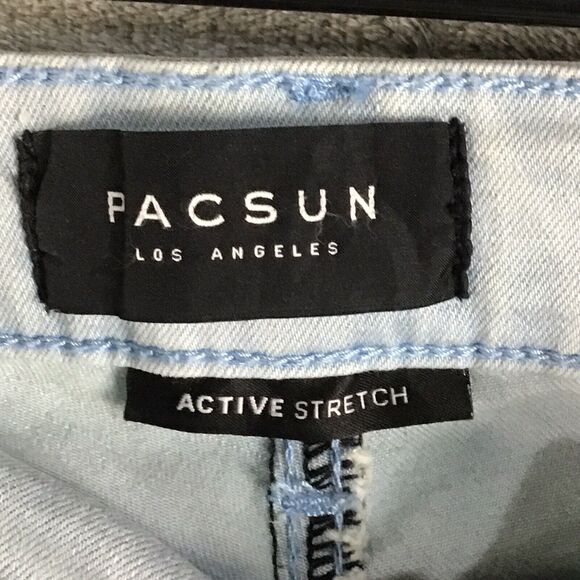 PACSUN
LOS ANGELES
ACTIVE STRETCH